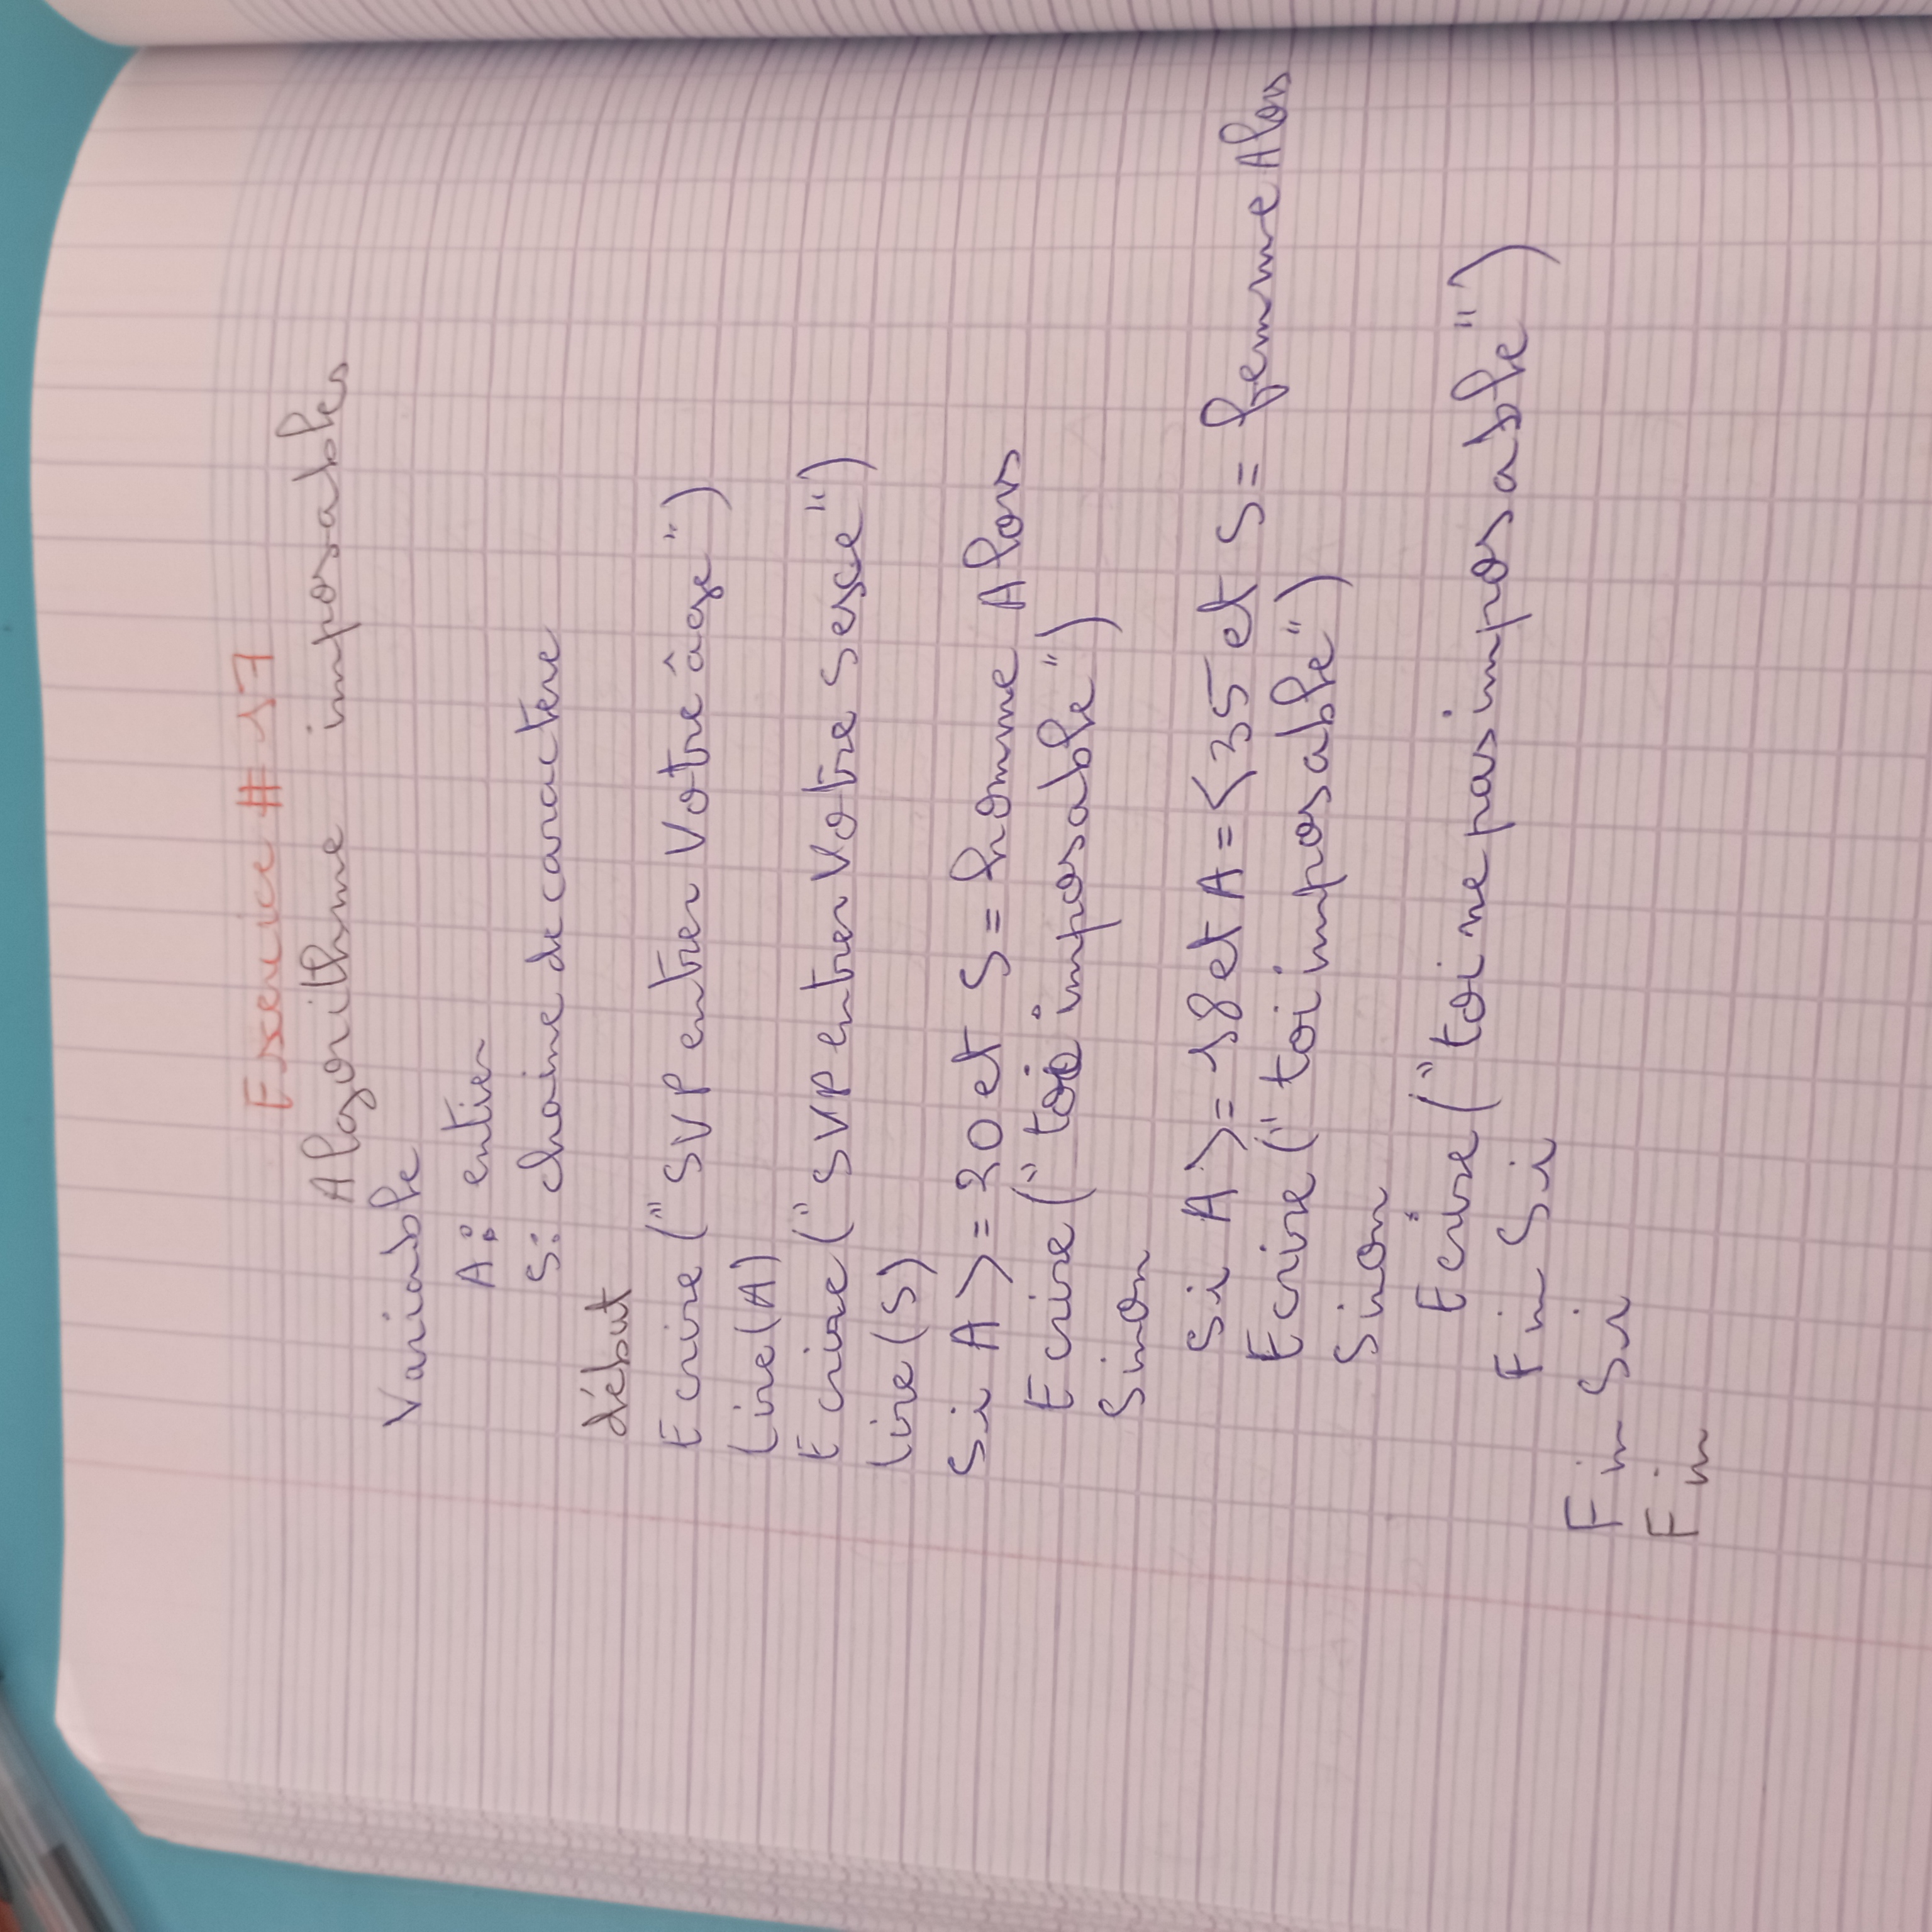 Exercice # 17
Algorithme imposables
Variable
A: entier
S: chaine de caractere
début
Ecrire ("SVP entrer Votre âge")
Lire(A)
Ecrire ("SVP entrer Votre Sexe")
lire (S)
Si A >= 20 et S = homme Alors
Ecrire ("toi imposable")
Sinon
Si A >= 18 et A =< 35 et S = femme Alors
Ecrire ("toi imposable")
Sinon
Ecrire ("toi ne pas imposable")
Fin Si
Fin Si
Fin